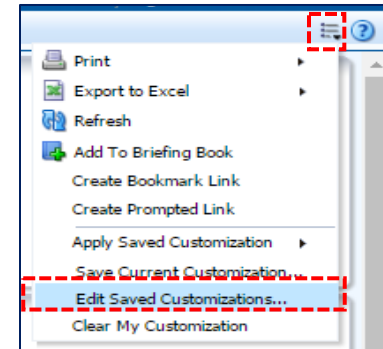 ?
Print
Export to Excel
Refresh
Add To Briefing Book
Create Bookmark Link
Create Prompted Link
Apply Saved Customization
Save Current Customization...
Edit Saved Customizations...
Clear My Customization